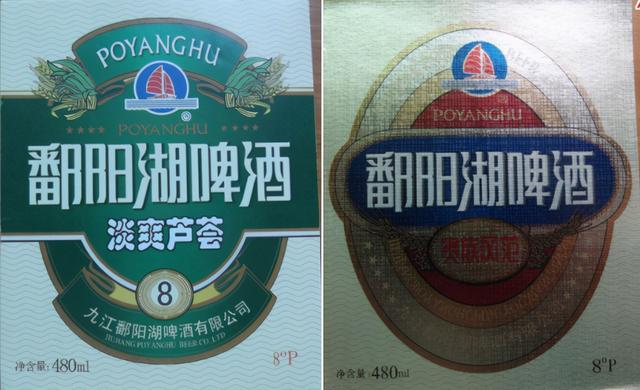 POYANGHU
®
POYANGHU
鄱阳湖啤酒
淡爽芦荟
8
九江鄱阳湖啤酒有限公司
JIUJIANG POYANGHU BEER CO. LTD
净含量: 480ml
8°P
POYANGHU
鄱阳湖啤酒
净含量: 480ml
8°P